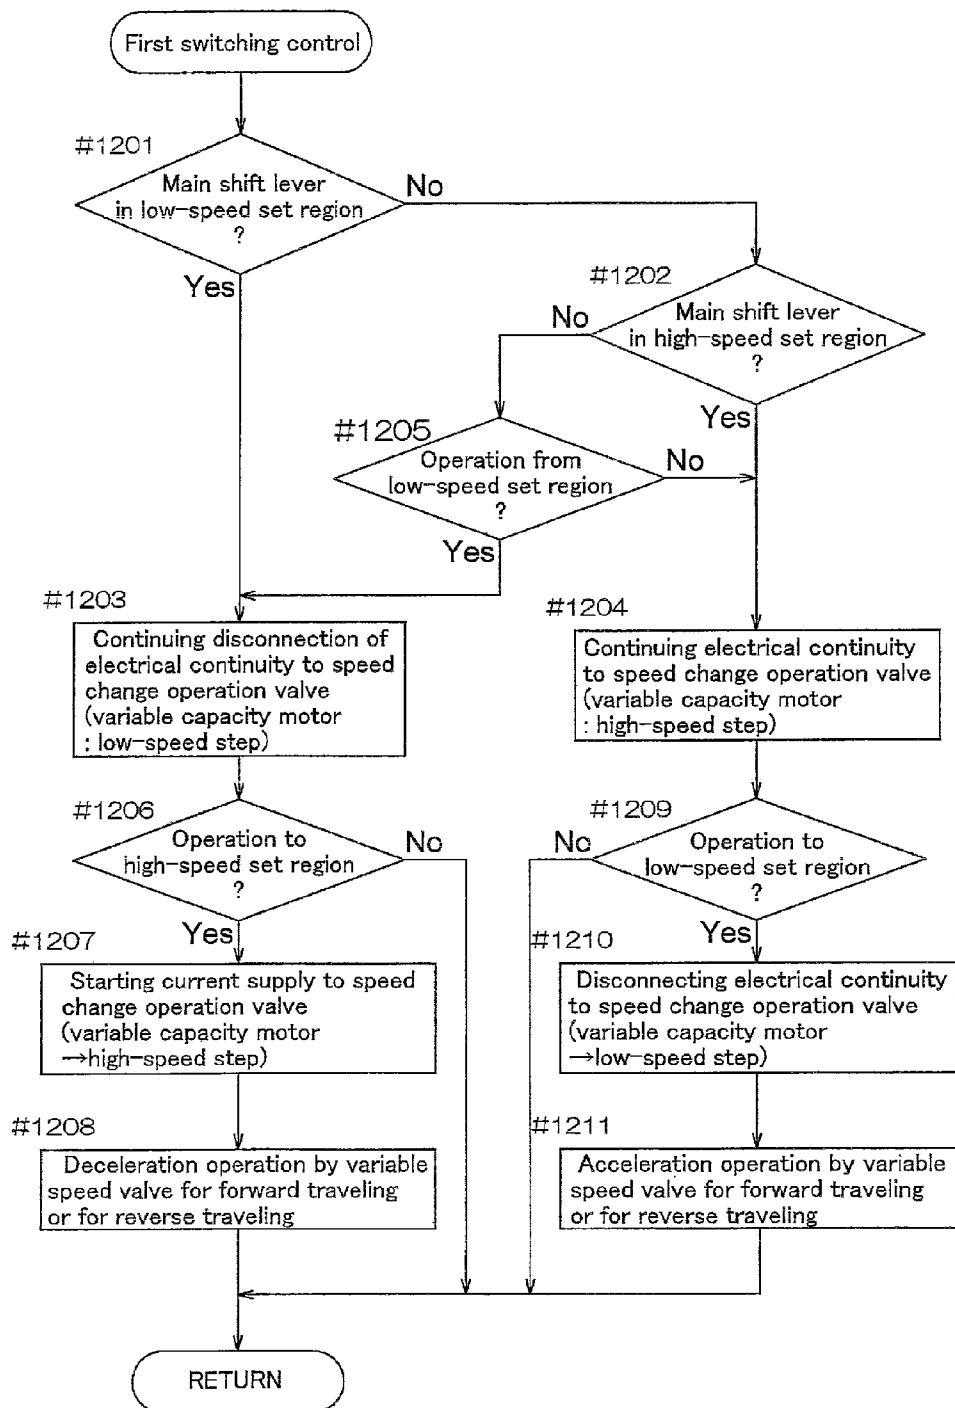 First switching control
#1201
Main shift lever
in low-speed set region
?
No
Yes
#1202
Main shift lever
in high-speed set region
?
No
Yes
#1205
Operation from
low-speed set region
?
No
Yes
#1203
Continuing disconnection of
electrical continuity to speed
change operation valve
(variable capacity motor
: low-speed step)
#1204
Continuing electrical continuity
to speed change operation valve
(variable capacity motor
: high-speed step)
#1206
Operation to
high-speed set region
?
No
Yes
#1209
Operation to
low-speed set region
?
No
Yes
#1207
Starting current supply to speed
change operation valve
(variable capacity motor
→high-speed step)
#1210
Disconnecting electrical continuity
to speed change operation valve
(variable capacity motor
→low-speed step)
#1208
Deceleration operation by variable
speed valve for forward traveling
or for reverse traveling
#1211
Acceleration operation by variable
speed valve for forward traveling
or for reverse traveling
RETURN